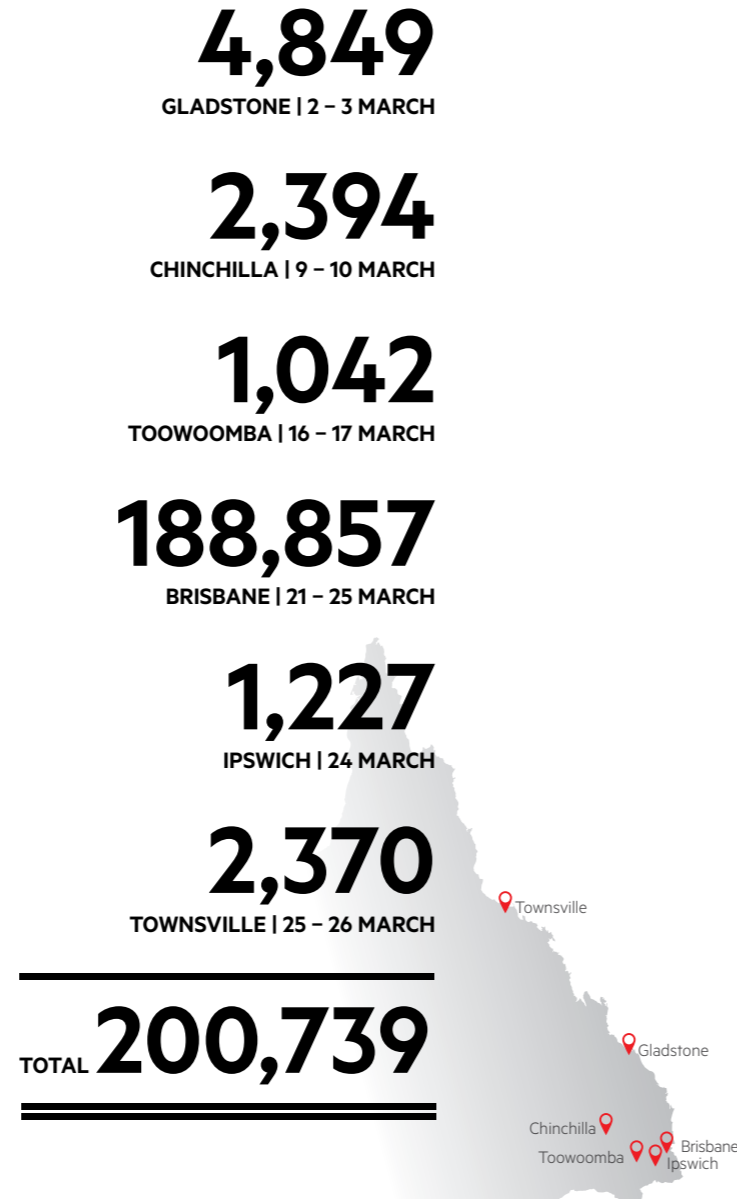 4,849
GLADSTONE | 2 – 3 MARCH
2,394
CHINCHILLA | 9 – 10 MARCH
1,042
TOOWOOMBA | 16 – 17 MARCH
188,857
BRISBANE | 21 – 25 MARCH
1,227
IPSWICH | 24 MARCH
2,370
TOWNSVILLE | 25 – 26 MARCH
TOTAL 200,739
Townsville
Gladstone
Chinchilla
Brisbane
Toowoomba
Ipswich